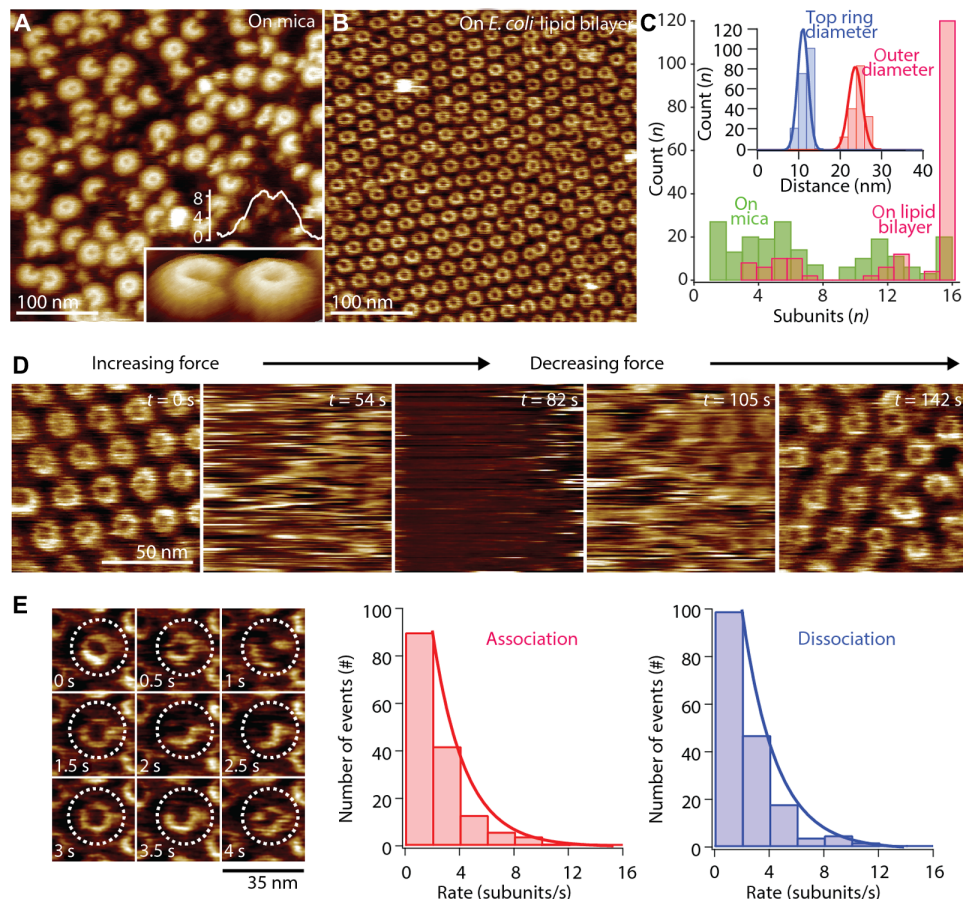 A
On mica
8
4
0
100 nm
B
On E. coli lipid bilayer
100 nm
C
120
100
80
60
40
20
0
Count (n)
4
8
12
16
Subunits (n)
On
mica
On lipid
bilayer
Top ring
diameter
Outer
diameter
120
100
80
60
40
20
0
Count (n)
0
10
20
30
40
Distance (nm)
D
Increasing force
Decreasing force
t = 0 s
50 nm
t = 54 s
t = 82 s
t = 105 s
t = 142 s
E
0 s
0.5 s
1 s
1.5 s
2 s
2.5 s
3 s
3.5 s
4 s
35 nm
100
80
60
40
20
0
Number of events (#)
Association
0
4
8
12
16
Rate (subunits/s)
100
80
60
40
20
0
Number of events (#)
Dissociation
0
4
8
12
16
Rate (subunits/s)